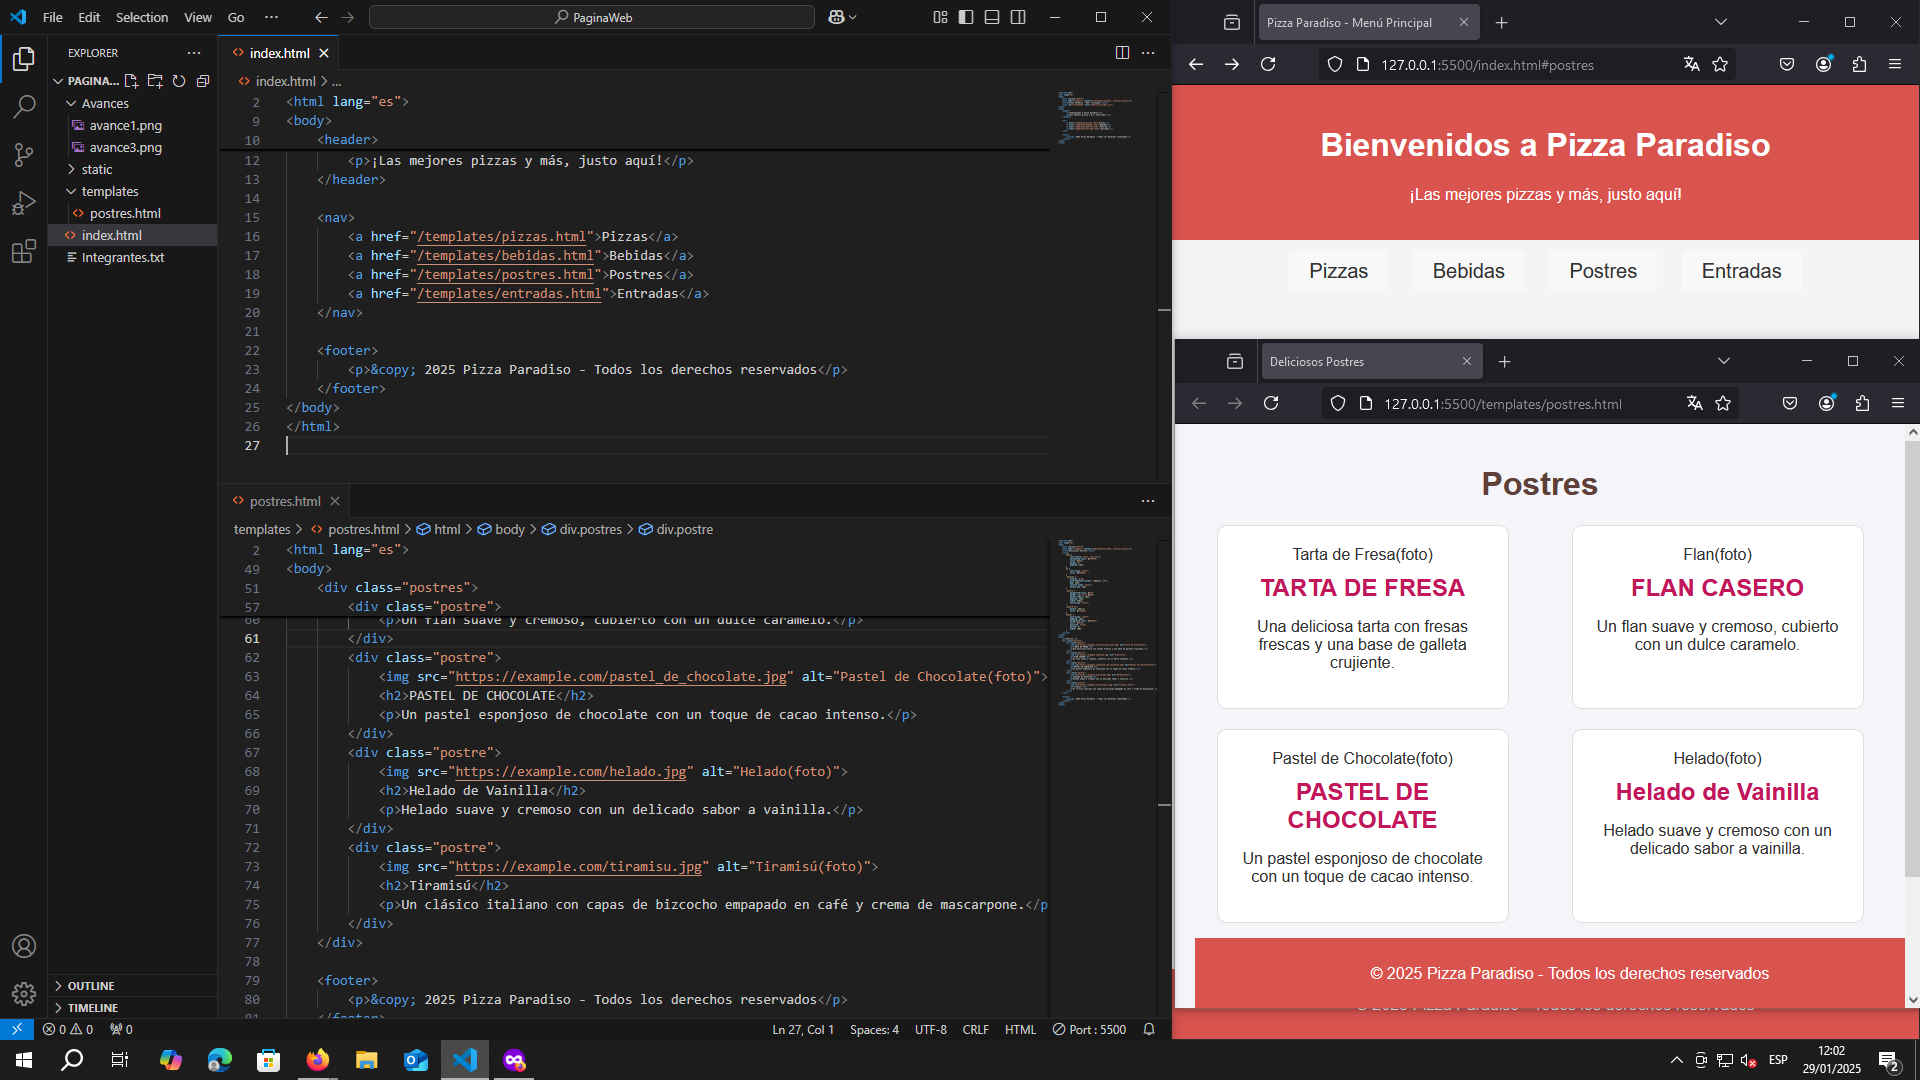 File Edit Selection View Go ··· PaginaWeb
EXPLORER ···
PAGINA...
Avances
avance1.png
avance3.png
static
templates
postres.html
index.html
Integrantes.txt
OUTLINE
TIMELINE
index.html
index.html > ...
2 <html lang="es">
9 <body>
10 <header>
12 <p>¡Las mejores pizzas y más, justo aquí!</p>
13 </header>
14
15 <nav>
16 <a href="/templates/pizzas.html">Pizzas</a>
17 <a href="/templates/bebidas.html">Bebidas</a>
18 <a href="/templates/postres.html">Postres</a>
19 <a href="/templates/entradas.html">Entradas</a>
20 </nav>
21
22 <footer>
23 <p>&copy; 2025 Pizza Paradiso - Todos los derechos reservados</p>
24 </footer>
25 </body>
26 </html>
27
postres.html
templates > postres.html > html > body > div.postres > div.postre
2 <html lang="es">
49 <body>
51 <div class="postres">
57 <div class="postre">
60 <p>Un flan suave y cremoso, cubierto con un dulce caramelo.</p>
61 </div>
62 <div class="postre">
63 <img src="https://example.com/pastel_de_chocolate.jpg" alt="Pastel de Chocolate(foto)">
64 <h2>PASTEL DE CHOCOLATE</h2>
65 <p>Un pastel esponjoso de chocolate con un toque de cacao intenso.</p>
66 </div>
67 <div class="postre">
68 <img src="https://example.com/helado.jpg" alt="Helado(foto)">
69 <h2>Helado de Vainilla</h2>
70 <p>Helado suave y cremoso con un delicado sabor a vainilla.</p>
71 </div>
72 <div class="postre">
73 <img src="https://example.com/tiramisu.jpg" alt="Tiramisú(foto)">
74 <h2>Tiramisú</h2>
75 <p>Un clásico italiano con capas de bizcocho empapado en café y crema de mascarpone.</p
76 </div>
77 </div>
78
79 <footer>
80 <p>&copy; 2025 Pizza Paradiso - Todos los derechos reservados</p>
81 </footer>
0 0 0 Ln 27, Col 1 Spaces: 4 UTF-8 CRLF HTML Port : 5500
Pizza Paradiso - Menú Principal
127.0.0.1:5500/index.html#postres
Bienvenidos a Pizza Paradiso
¡Las mejores pizzas y más, justo aquí!
Pizzas Bebidas Postres Entradas
Deliciosos Postres
127.0.0.1:5500/templates/postres.html
Postres
Tarta de Fresa(foto)
TARTA DE FRESA
Una deliciosa tarta con fresas
frescas y una base de galleta
crujiente.
Flan(foto)
FLAN CASERO
Un flan suave y cremoso, cubierto
con un dulce caramelo.
Pastel de Chocolate(foto)
PASTEL DE
CHOCOLATE
Un pastel esponjoso de chocolate
con un toque de cacao intenso.
Helado(foto)
Helado de Vainilla
Helado suave y cremoso con un
delicado sabor a vainilla.
© 2025 Pizza Paradiso - Todos los derechos reservados
© 2025 Pizza Paradiso - Todos los derechos reservados
ESP
12:02
29/01/2025
2